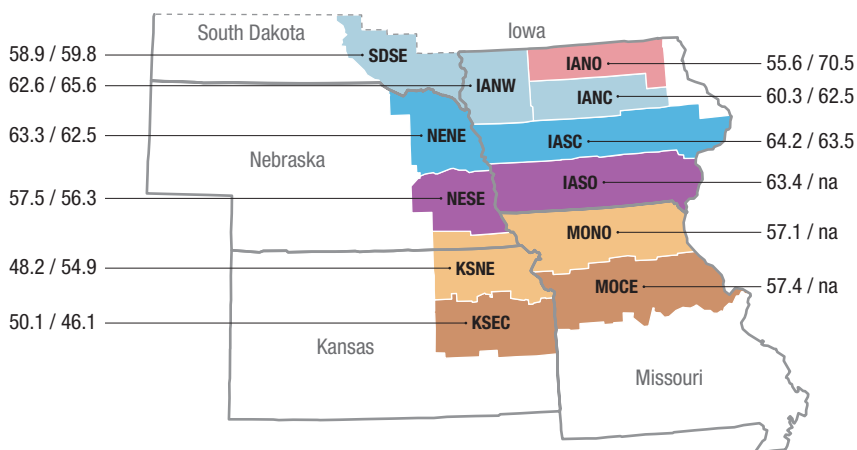 South Dakota
Iowa
58.9 / 59.8
SDSE
IANO
55.6 / 70.5
62.6 / 65.6
IANW
IANC
60.3 / 62.5
63.3 / 62.5
NENE
IASC
64.2 / 63.5
Nebraska
57.5 / 56.3
NESE
IASO
63.4 / na
MONO
57.1 / na
48.2 / 54.9
KSNE
MOCE
57.4 / na
50.1 / 46.1
KSEC
Kansas
Missouri